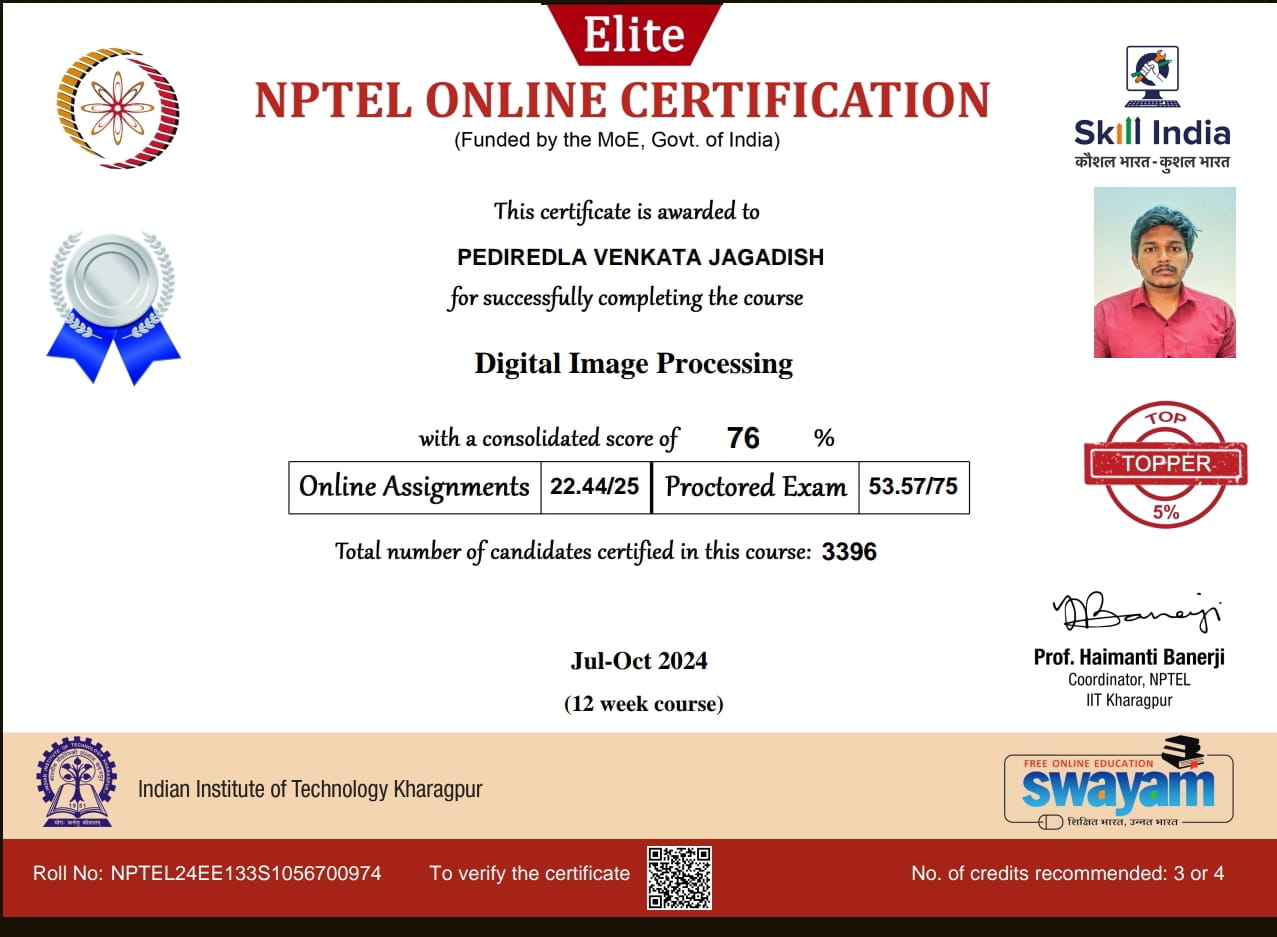 Elite
NPTEL ONLINE CERTIFICATION
(Funded by the MoE, Govt. of India)
Skill India
कौशल भारत - कुशल भारत
This certificate is awarded to
PEDIREDLA VENKATA JAGADISH
for successfully completing the course
Digital Image Processing
with a consolidated score of 76 %
Online Assignments 22.44/25 Proctored Exam 53.57/75
TOP
TOPPER
5%
Total number of candidates certified in this course: 3396
Jul-Oct 2024
(12 week course)
Prof. Haimanti Banerji
Coordinator, NPTEL
IIT Kharagpur
Indian Institute of Technology Kharagpur
FREE ONLINE EDUCATION
swayam
शिक्षित भारत, उन्नत भारत
Roll No: NPTEL24EE133S1056700974 To verify the certificate No. of credits recommended: 3 or 4